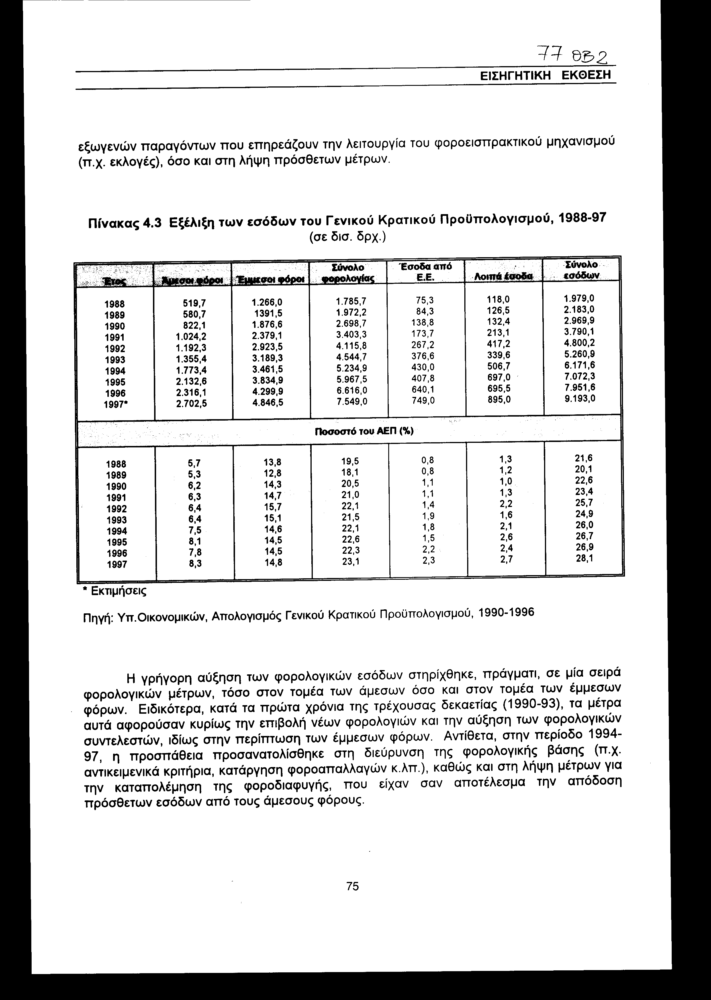 77 ΘΒ2
ΕΙΣΗΓΗΤΙΚΗ ΕΚΘΕΣΗ
εξωγενών παραγόντων που επηρεάζουν την λειτουργία του φοροεισπρακτικού μηχανισμού
(π.χ. εκλογές), όσο και στη λήψη πρόσθετων μέτρων.
Πίνακας 4.3 Εξέλιξη των εσόδων του Γενικού Κρατικού Προϋπολογισμού, 1988-97
(σε δισ. δρχ.)
Έτος Άμεσοι φόροι Έμμεσοι φόροι Σύνολο φορολογίας Έσοδα από Ε.Ε. Λοιπά έσοδα Σύνολο εσόδων
1988 519,7 1.266,0 1.785,7 75,3 118,0 1.979,0
1989 580,7 1391,5 1.972,2 84,3 126,5 2.183,0
1990 822,1 1.876,6 2.698,7 138,8 132,4 2.969,9
1991 1.024,2 2.379,1 3.403,3 173,7 213,1 3.790,1
1992 1.192,3 2.923,5 4.115,8 267,2 417,2 4.800,2
1993 1.355,4 3.189,3 4.544,7 376,6 339,6 5.260,9
1994 1.773,4 3.461,5 5.234,9 430,0 506,7 6.171,6
1995 2.132,6 3.834,9 5.967,5 407,8 697,0 7.072,3
1996 2.316,1 4.299,9 6.616,0 640,1 695,5 7.951,6
1997* 2.702,5 4.846,5 7.549,0 749,0 895,0 9.193,0
Ποσοστό του ΑΕΠ (%)
1988 5,7 13,8 19,5 0,8 1,3 21,6
1989 5,3 12,8 18,1 0,8 1,2 20,1
1990 6,2 14,3 20,5 1,1 1,0 22,6
1991 6,3 14,7 21,0 1,1 1,3 23,4
1992 6,4 15,7 22,1 1,4 2,2 25,7
1993 6,4 15,1 21,5 1,9 1,6 24,9
1994 7,5 14,6 22,1 1,8 2,1 26,0
1995 8,1 14,5 22,6 1,5 2,6 26,7
1996 7,8 14,5 22,3 2,2 2,4 26,9
1997 8,3 14,8 23,1 2,3 2,7 28,1
* Εκτιμήσεις
Πηγή: Υπ.Οικονομικών, Απολογισμός Γενικού Κρατικού Προϋπολογισμού, 1990-1996
Η γρήγορη αύξηση των φορολογικών εσόδων στηρίχθηκε, πράγματι, σε μία σειρά
φορολογικών μέτρων, τόσο στον τομέα των άμεσων όσο και στον τομέα των έμμεσων
φόρων. Ειδικότερα, κατά τα πρώτα χρόνια της τρέχουσας δεκαετίας (1990-93), τα μέτρα
αυτά αφορούσαν κυρίως την επιβολή νέων φορολογιών και την αύξηση των φορολογικών
συντελεστών, ιδίως στην περίπτωση των έμμεσων φόρων. Αντίθετα, στην περίοδο 1994-
97, η προσπάθεια προσανατολίσθηκε στη διεύρυνση της φορολογικής βάσης (π.χ.
αντικειμενικά κριτήρια, κατάργηση φοροαπαλλαγών κ.λπ.), καθώς και στη λήψη μέτρων για
την καταπολέμηση της φοροδιαφυγής, που είχαν σαν αποτέλεσμα την απόδοση
πρόσθετων εσόδων από τους άμεσους φόρους.
75